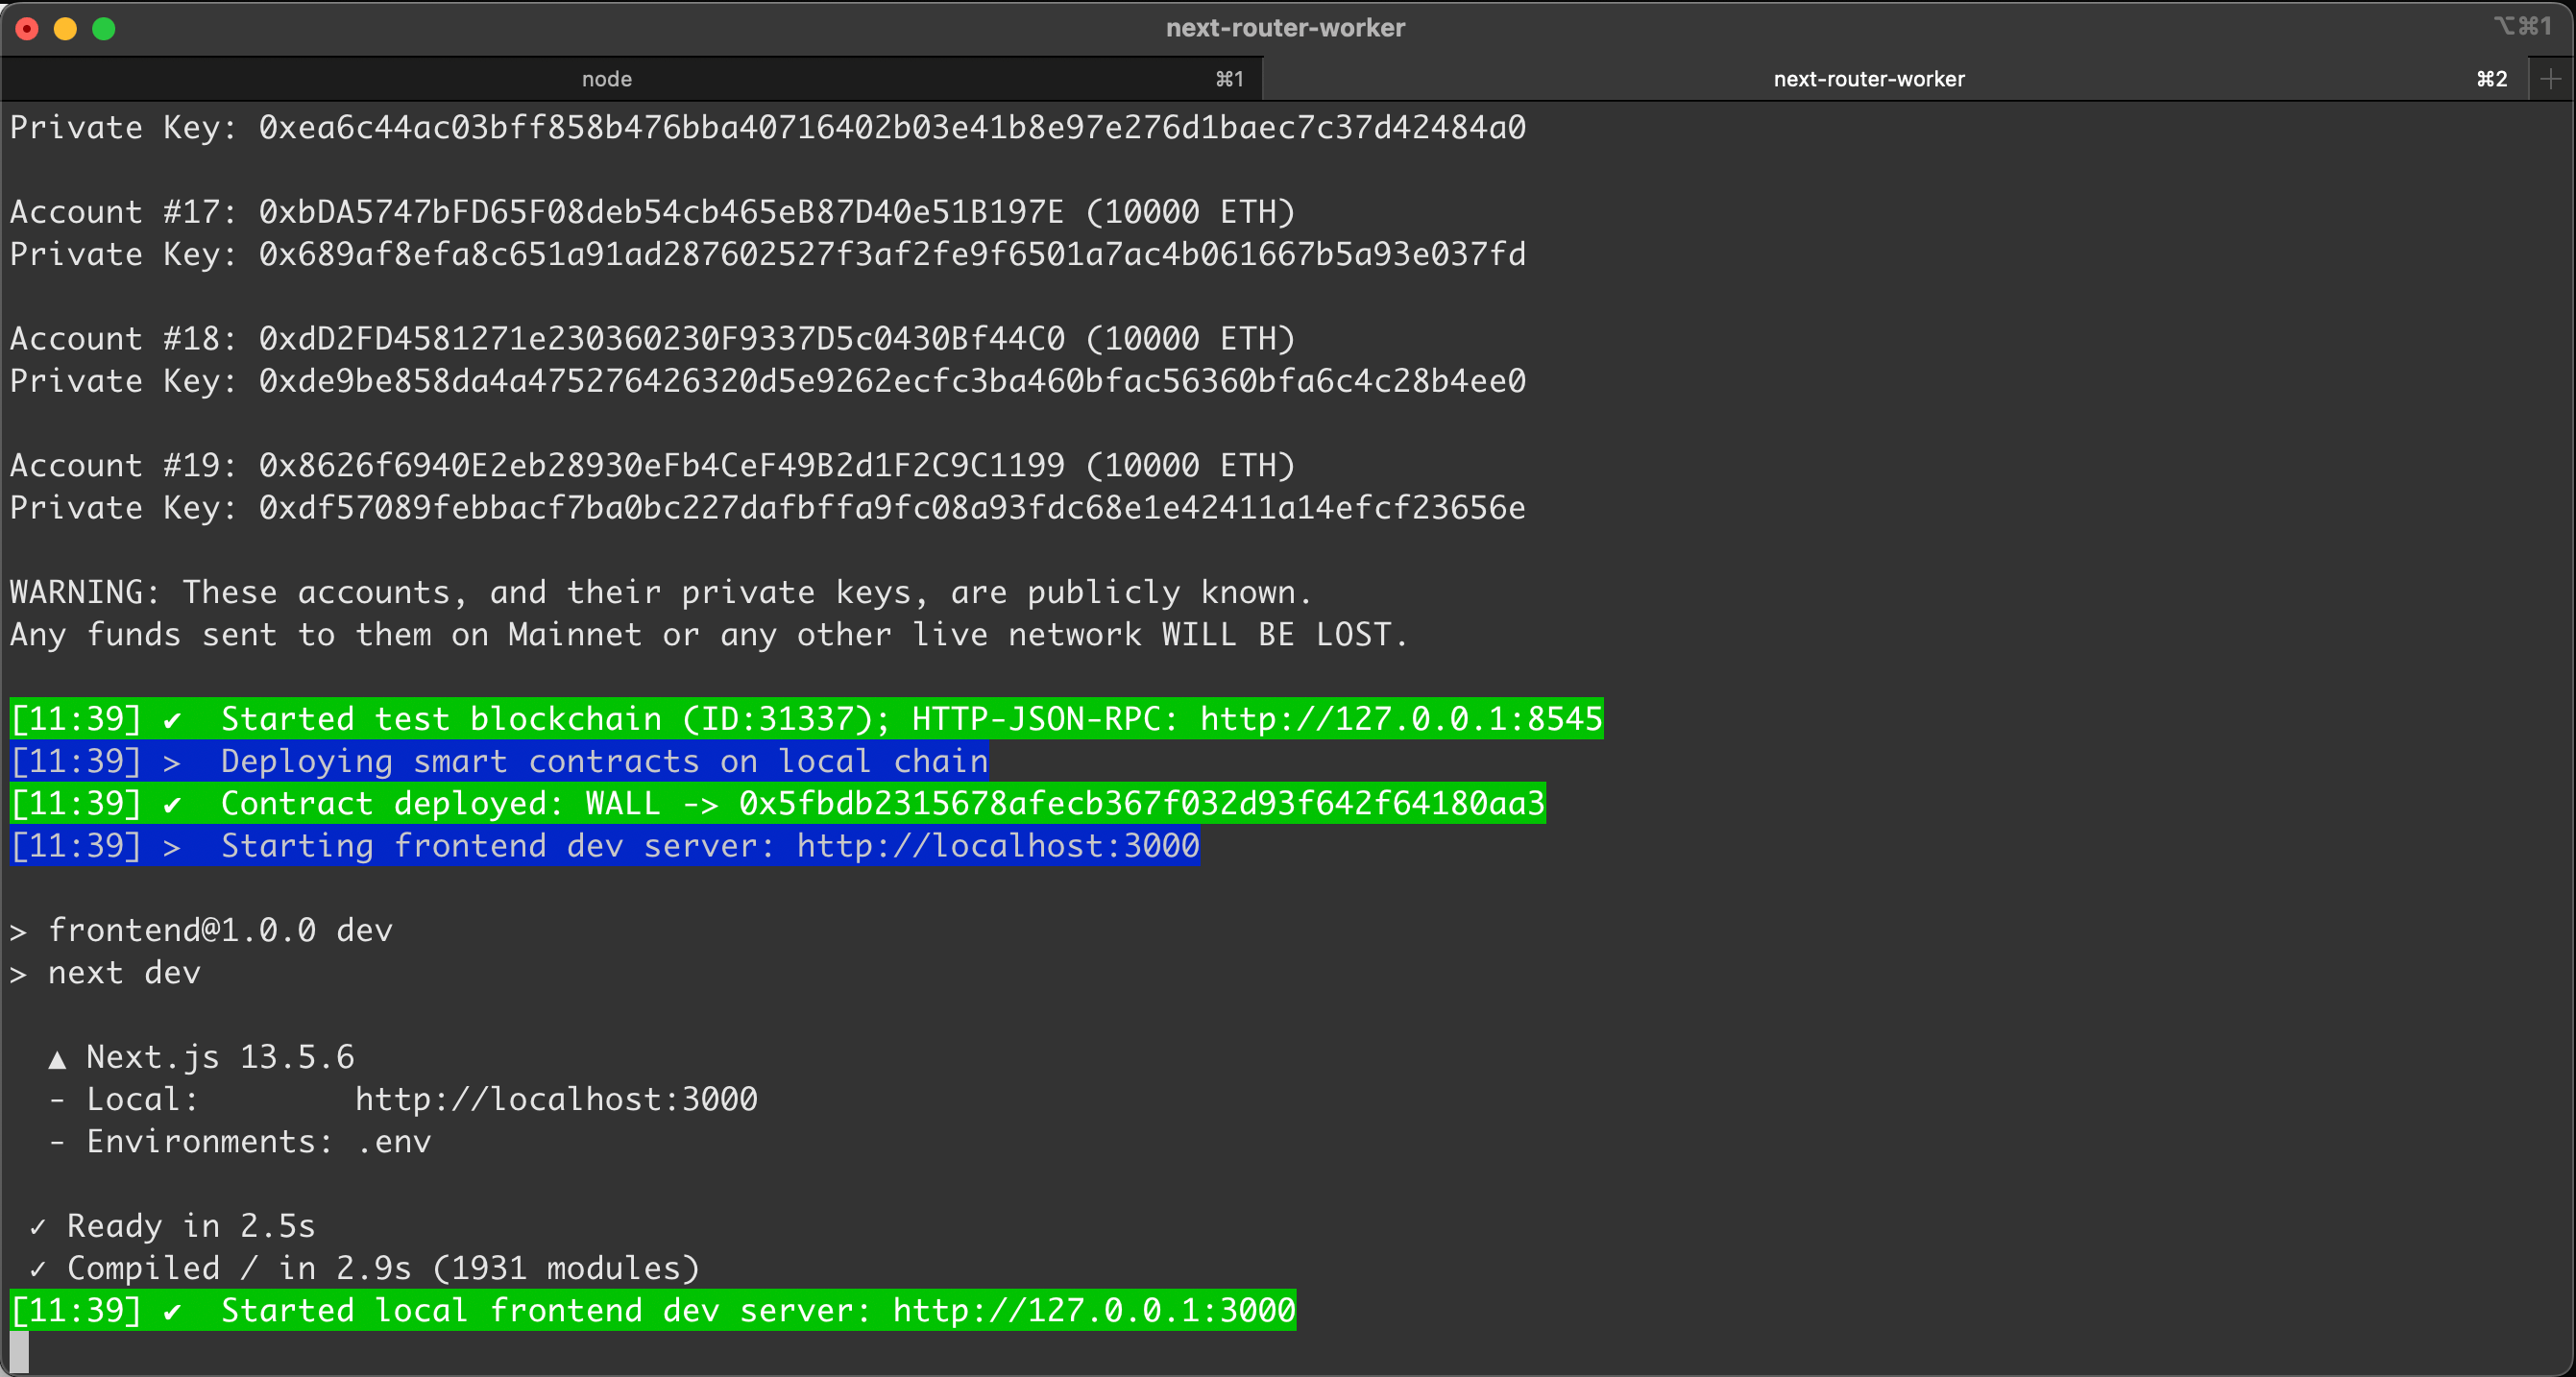 next-router-worker
⌥⌘1
node ⌘1 next-router-worker ⌘2 +
Private Key: 0xea6c44ac03bff858b476bba40716402b03e41b8e97e276d1baec7c37d42484a0
Account #17: 0xbDA5747bFD65F08deb54cb465eB87D40e51B197E (10000 ETH)
Private Key: 0x689af8efa8c651a91ad287602527f3af2fe9f6501a7ac4b061667b5a93e037fd
Account #18: 0xdD2FD4581271e230360230F9337D5c0430Bf44C0 (10000 ETH)
Private Key: 0xde9be858da4a475276426320d5e9262ecfc3ba460bfac56360bfa6c4c28b4ee0
Account #19: 0x8626f6940E2eb28930eFb4CeF49B2d1F2C9C1199 (10000 ETH)
Private Key: 0xdf57089febbacf7ba0bc227dafbffa9fc08a93fdc68e1e42411a14efcf23656e
WARNING: These accounts, and their private keys, are publicly known.
Any funds sent to them on Mainnet or any other live network WILL BE LOST.
[11:39] ✔  Started test blockchain (ID:31337); HTTP-JSON-RPC: http://127.0.0.1:8545
[11:39] >  Deploying smart contracts on local chain
[11:39] ✔  Contract deployed: WALL -> 0x5fbdb2315678afecb367f032d93f642f64180aa3
[11:39] >  Starting frontend dev server: http://localhost:3000
> frontend@1.0.0 dev
> next dev
▲ Next.js 13.5.6
- Local:        http://localhost:3000
- Environments: .env
✓ Ready in 2.5s
✓ Compiled / in 2.9s (1931 modules)
[11:39] ✔  Started local frontend dev server: http://127.0.0.1:3000